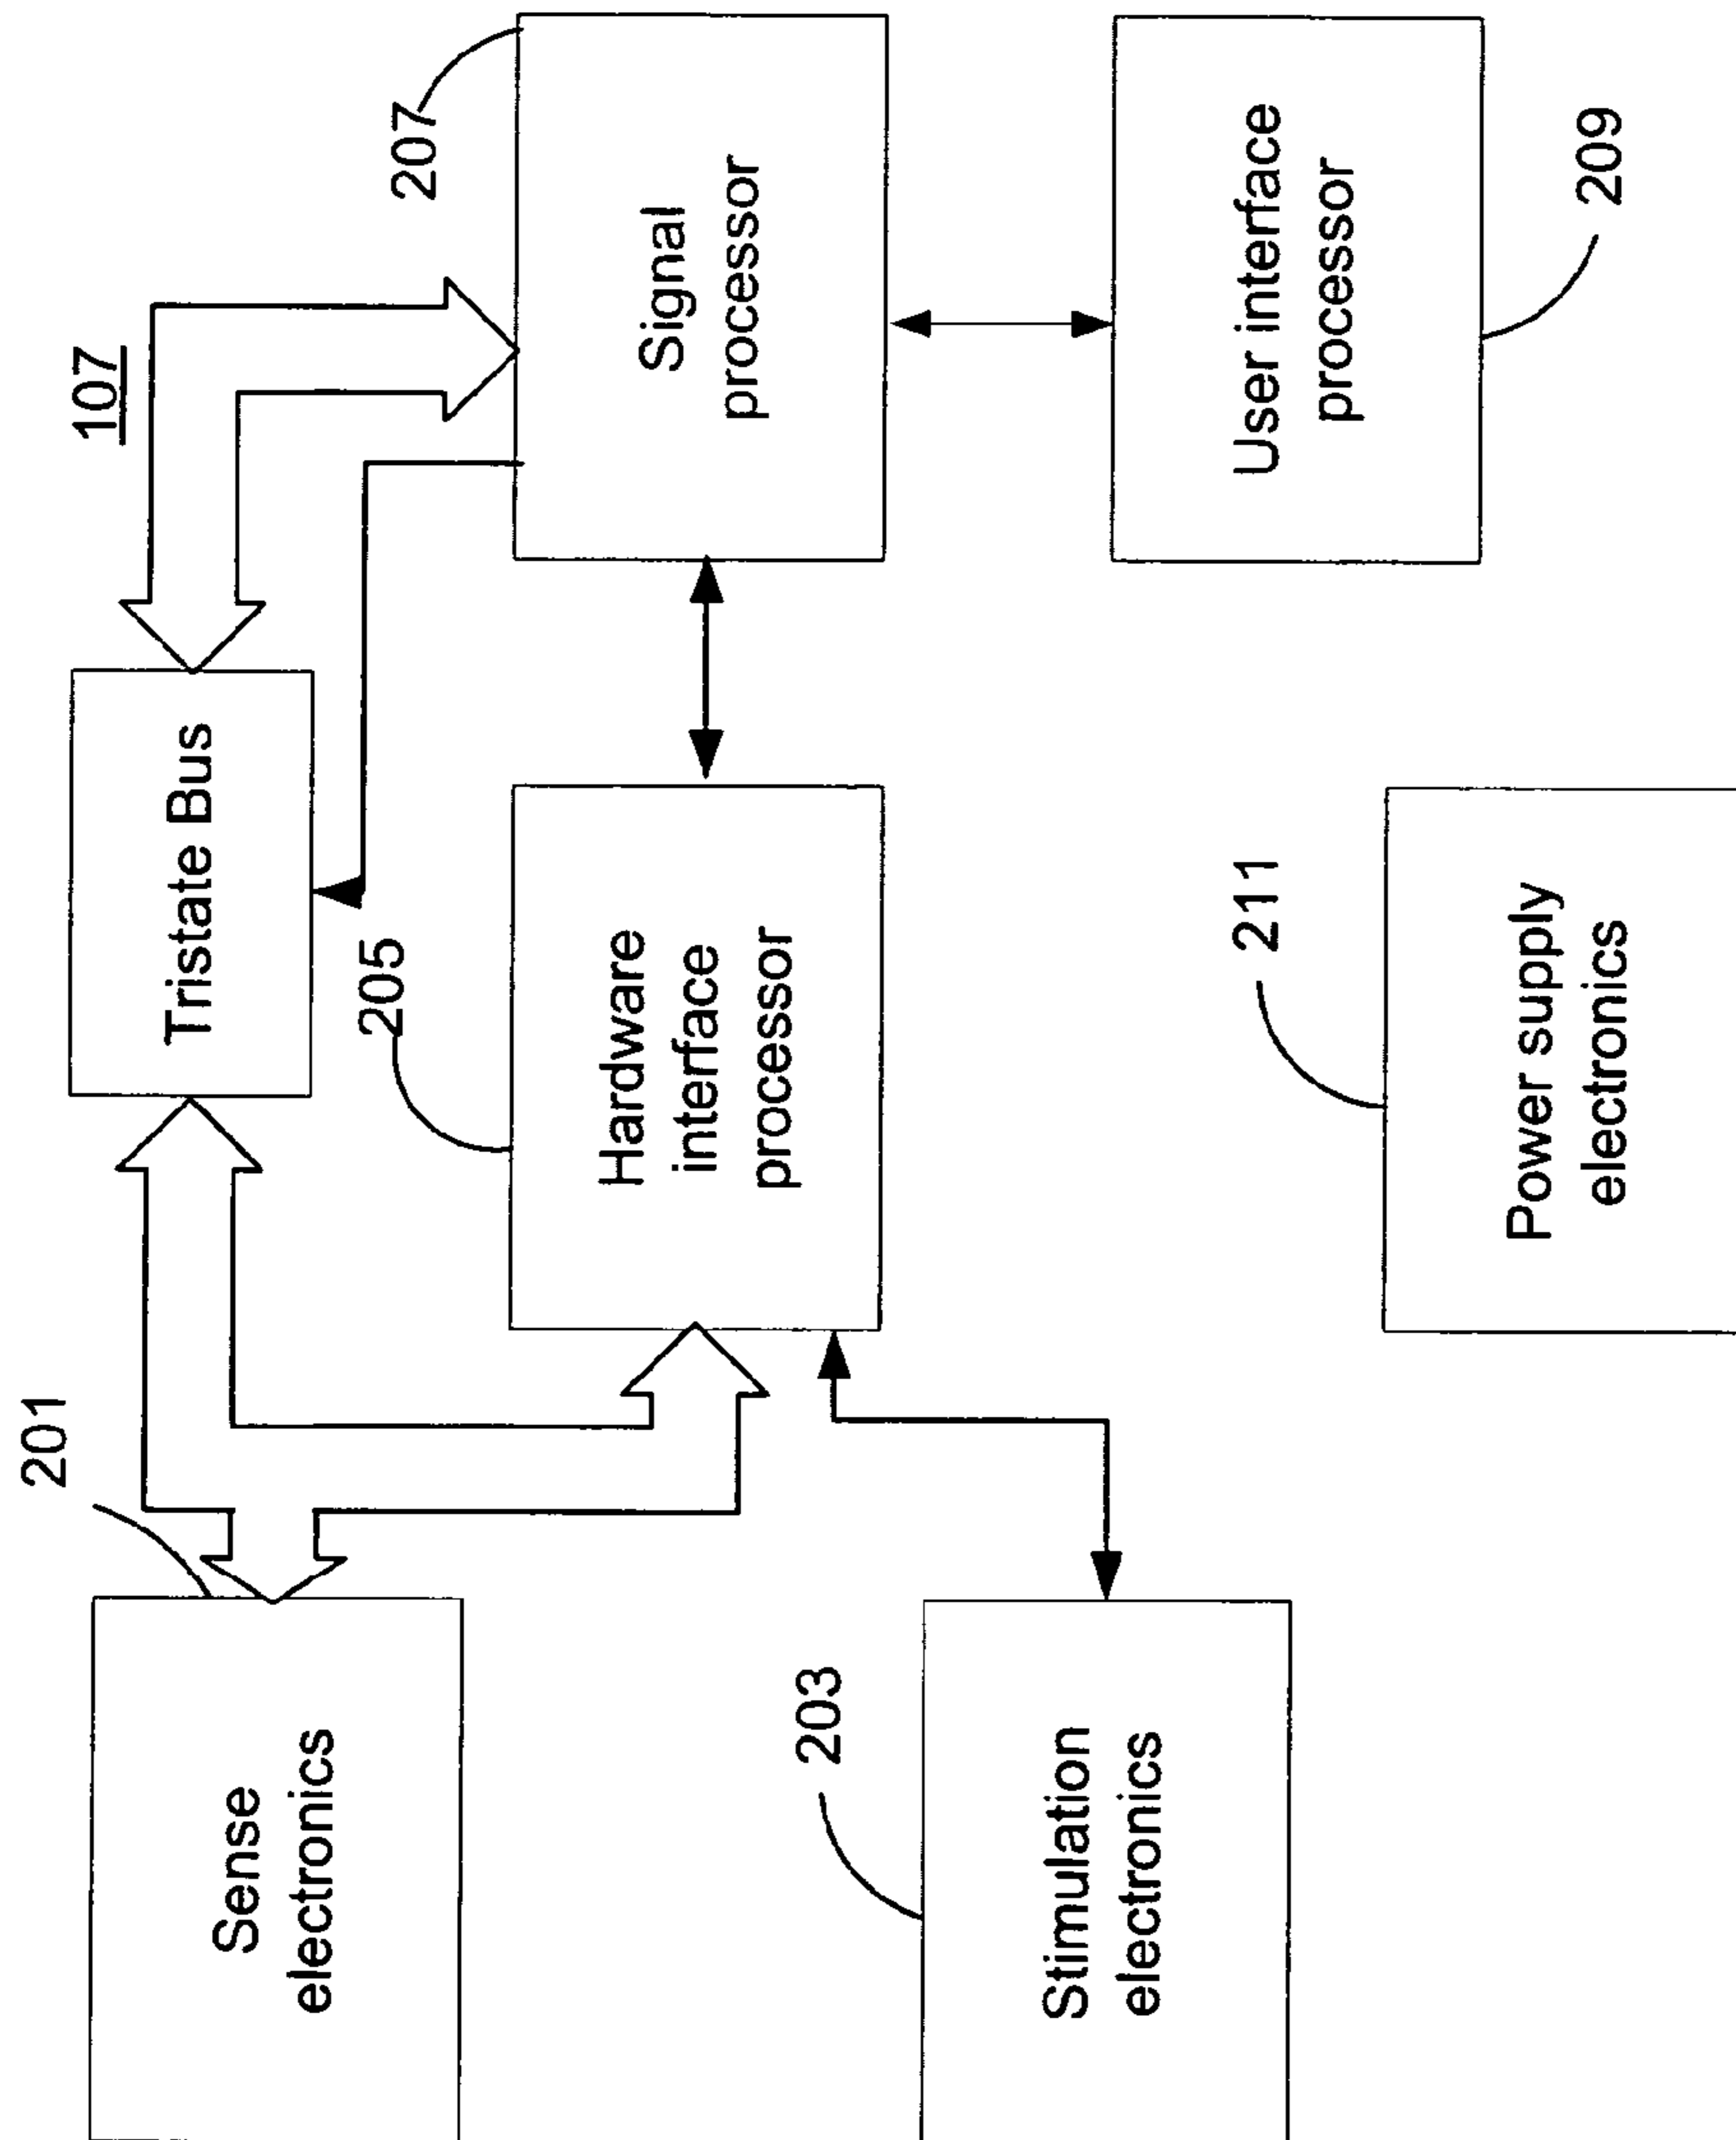 107
201
Sense
electronics
Tristate Bus
207
Signal
processor
205
Hardware
interface
processor
203
Stimulation
electronics
User interface
processor
209
211
Power supply
electronics